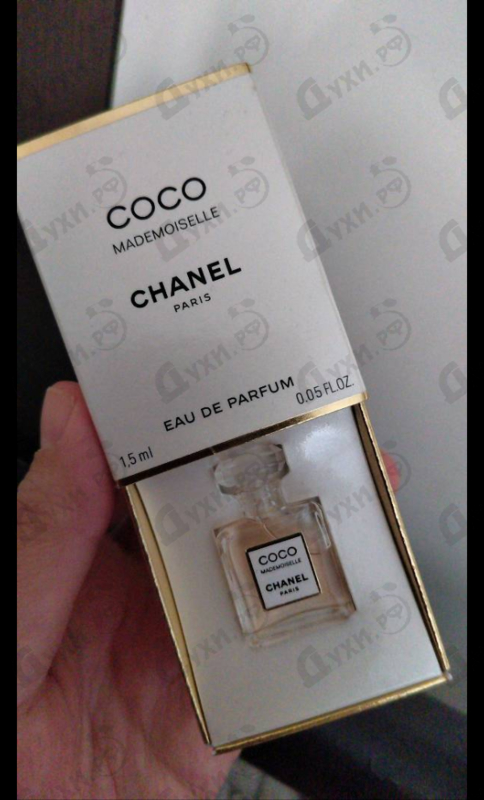 COCO
MADEMOISELLE
CHANEL
PARIS
EAU DE PARFUM
1,5 ml
0.05 FL.OZ.
COCO
MADEMOISELLE
CHANEL
PARIS
Духи.РФ